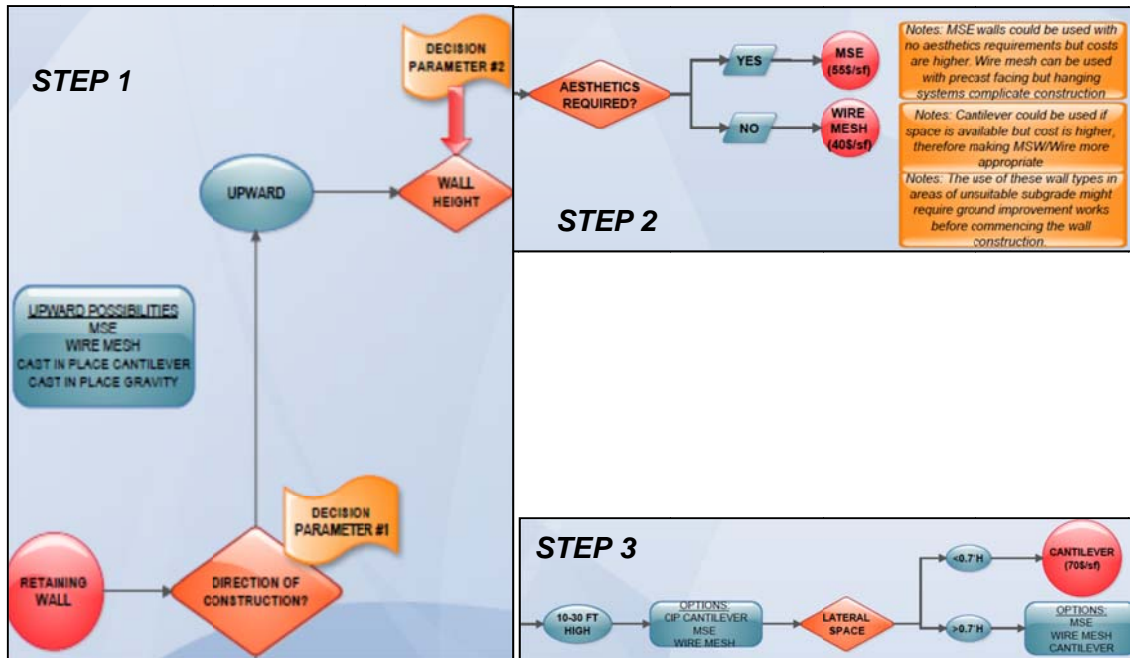 STEP 1
DECISION
PARAMETER #2
UPWARD
WALL
HEIGHT
UPWARD POSSIBILITIES
MSE
WIRE MESH
CAST IN PLACE CANTILEVER
CAST IN PLACE GRAVITY
DECISION
PARAMETER #1
RETAINING
WALL
DIRECTION OF
CONSTRUCTION?
AESTHETICS
REQUIRED?
YES
MSE
(55$/sf)
NO
WIRE
MESH
(40$/sf)
Notes: MSE walls could be used with
no aesthetics requirements but costs
are higher. Wire mesh can be used
with precast facing but hanging
systems complicate construction
Notes: Cantilever could be used if
space is available but cost is higher,
therefore making MSW/Wire more
appropriate
Notes: The use of these wall types in
areas of unsuitable subgrade might
require ground improvement works
before commencing the wall
construction.
STEP 2
STEP 3
10-30 FT
HIGH
OPTIONS:
CIP CANTILEVER
MSE
WIRE MESH
LATERAL
SPACE
<0.7'H
CANTILEVER
(70$/sf)
>0.7'H
OPTIONS:
MSE
WIRE MESH
CANTILEVER